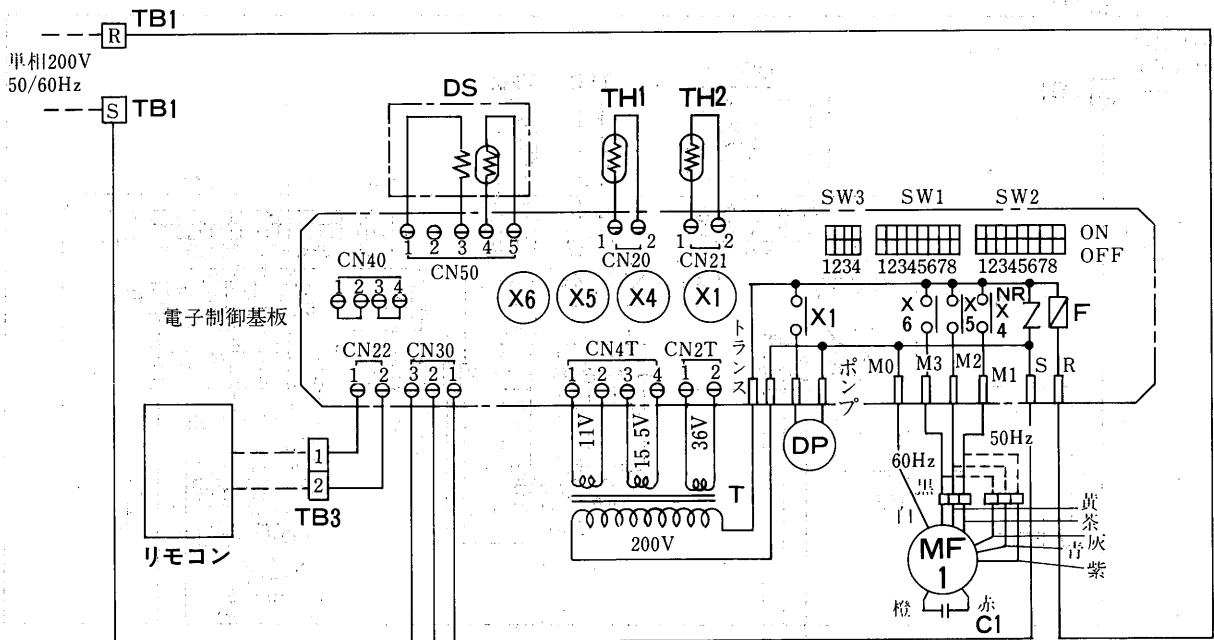 TB1
R
単相200V
50/60Hz
S
TB1
DS
TH1
TH2
SW3
SW1
SW2
ON
OFF
1234
12345678
12345678
1 2 3 4 5
CN50
1 2
CN20
1 2
CN21
CN40
1 2 3 4
X6
X5
X4
X1
電子制御基板
トランス
X1
X6
X5
NR
X4
F
CN22
1 2
CN30
3 2 1
CN4T
1 2 3 4
CN2T
1 2
ポンプ
M0
M3
M2
M1
S
R
11V
15.5V
36V
DP
50Hz
60Hz
1
2
TB3
T
200V
リモコン
黒
白
黄
茶
灰
青
紫
MF
1
橙
赤
C1